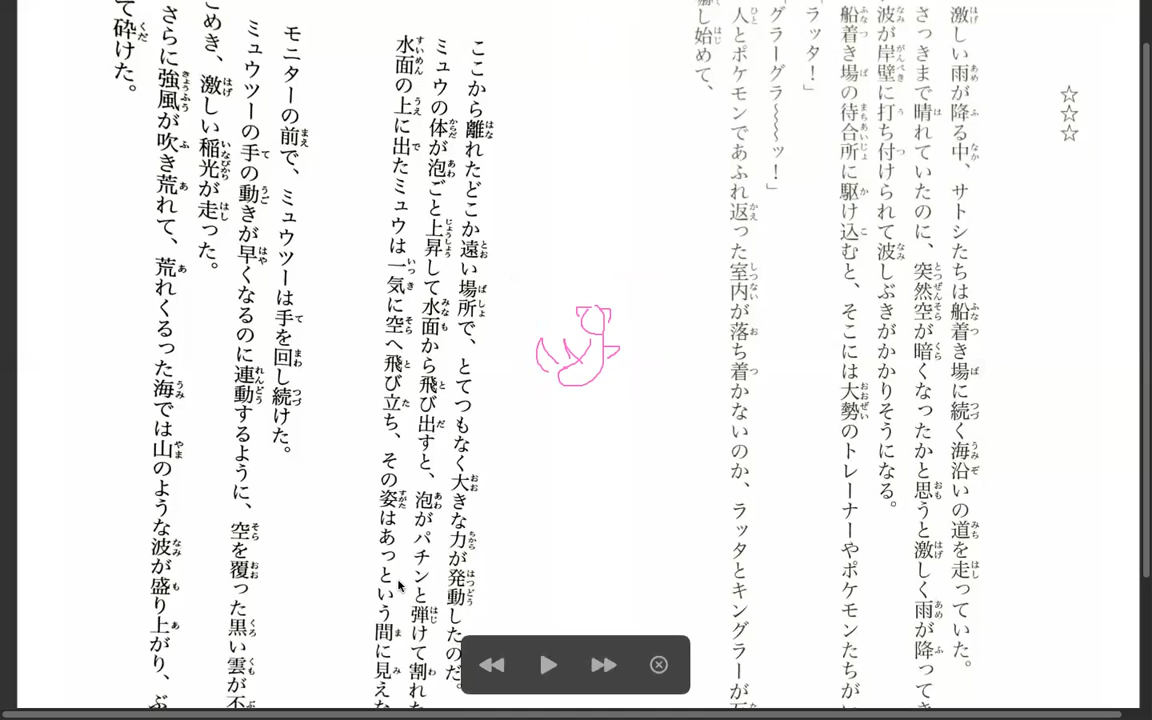 ☆☆☆
激しい雨が降る中、サトシたちは船着き場に続く海沿いの道を走っていた。
さっきまで晴れていたのに、突然空が暗くなったかと思うと激しく雨が降ってき
波が岸壁に打ち付けられて波しぶきがかかりそうになる。
船着き場の待合所に駆け込むと、そこには大勢のトレーナーやポケモンたちがい
「ラッタ！」
「グラーグラ〜〜〜ッ！」
人とポケモンであふれ返った室内が落ち着かないのか、ラッタとキングラーが
し始めて、
ここから離れたどこか遠い場所で、とてつもなく大きな力が発動したのだ。
ミュウの体が泡ごと上昇して水面から飛び出すと、泡がパチンと弾けて割れた
水面の上に出たミュウは一気に空へ飛び立ち、その姿はあっという間に見えな
モニターの前で、ミュウツーは手を回し続けた。
ミュウツーの手の動きが早くなるのに連動するように、空を覆った黒い雲が不
めき、激しい稲光が走った。
さらに強風が吹き荒れて、荒れくるった海では山のような波が盛り上がり、ぶ
て砕けた。